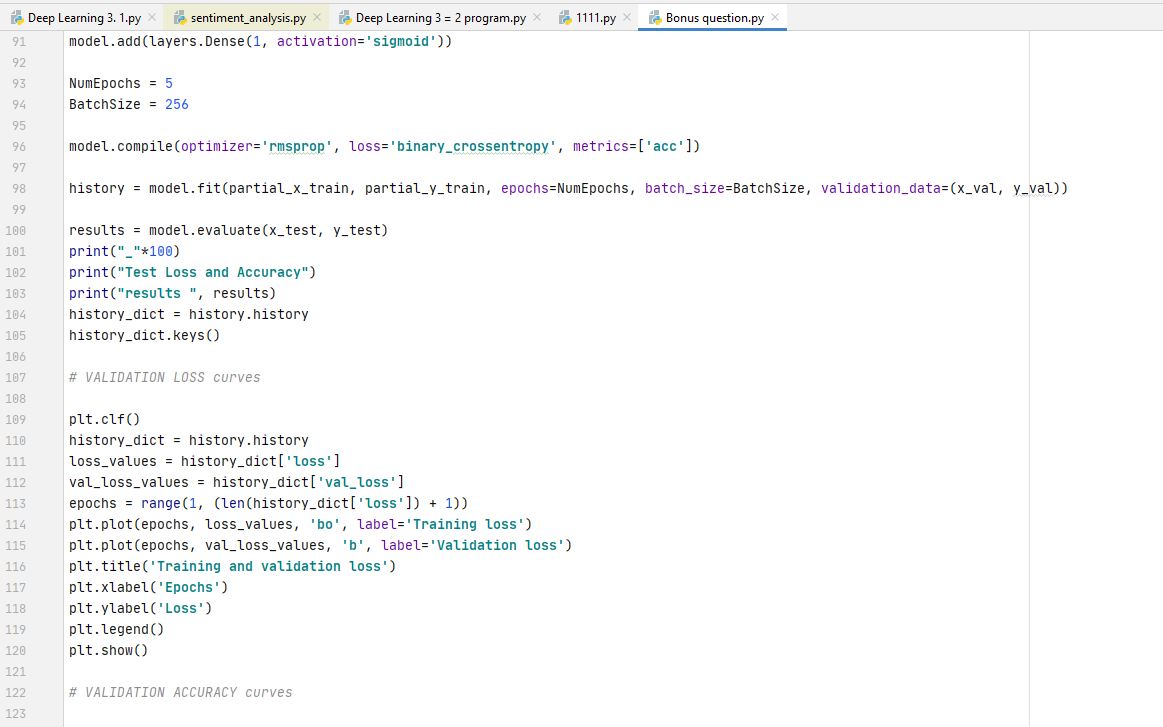 Deep Learning 3. 1.py × sentiment_analysis.py × Deep Learning 3 = 2 program.py × 1111.py × Bonus question.py ×
91 model.add(layers.Dense(1, activation='sigmoid'))
92
93 NumEpochs = 5
94 BatchSize = 256
95
96 model.compile(optimizer='rmsprop', loss='binary_crossentropy', metrics=['acc'])
97
98 history = model.fit(partial_x_train, partial_y_train, epochs=NumEpochs, batch_size=BatchSize, validation_data=(x_val, y_val))
99
100 results = model.evaluate(x_test, y_test)
101 print("_"*100)
102 print("Test Loss and Accuracy")
103 print("results ", results)
104 history_dict = history.history
105 history_dict.keys()
106
107 # VALIDATION LOSS curves
108
109 plt.clf()
110 history_dict = history.history
111 loss_values = history_dict['loss']
112 val_loss_values = history_dict['val_loss']
113 epochs = range(1, (len(history_dict['loss']) + 1))
114 plt.plot(epochs, loss_values, 'bo', label='Training loss')
115 plt.plot(epochs, val_loss_values, 'b', label='Validation loss')
116 plt.title('Training and validation loss')
117 plt.xlabel('Epochs')
118 plt.ylabel('Loss')
119 plt.legend()
120 plt.show()
121
122 # VALIDATION ACCURACY curves
123